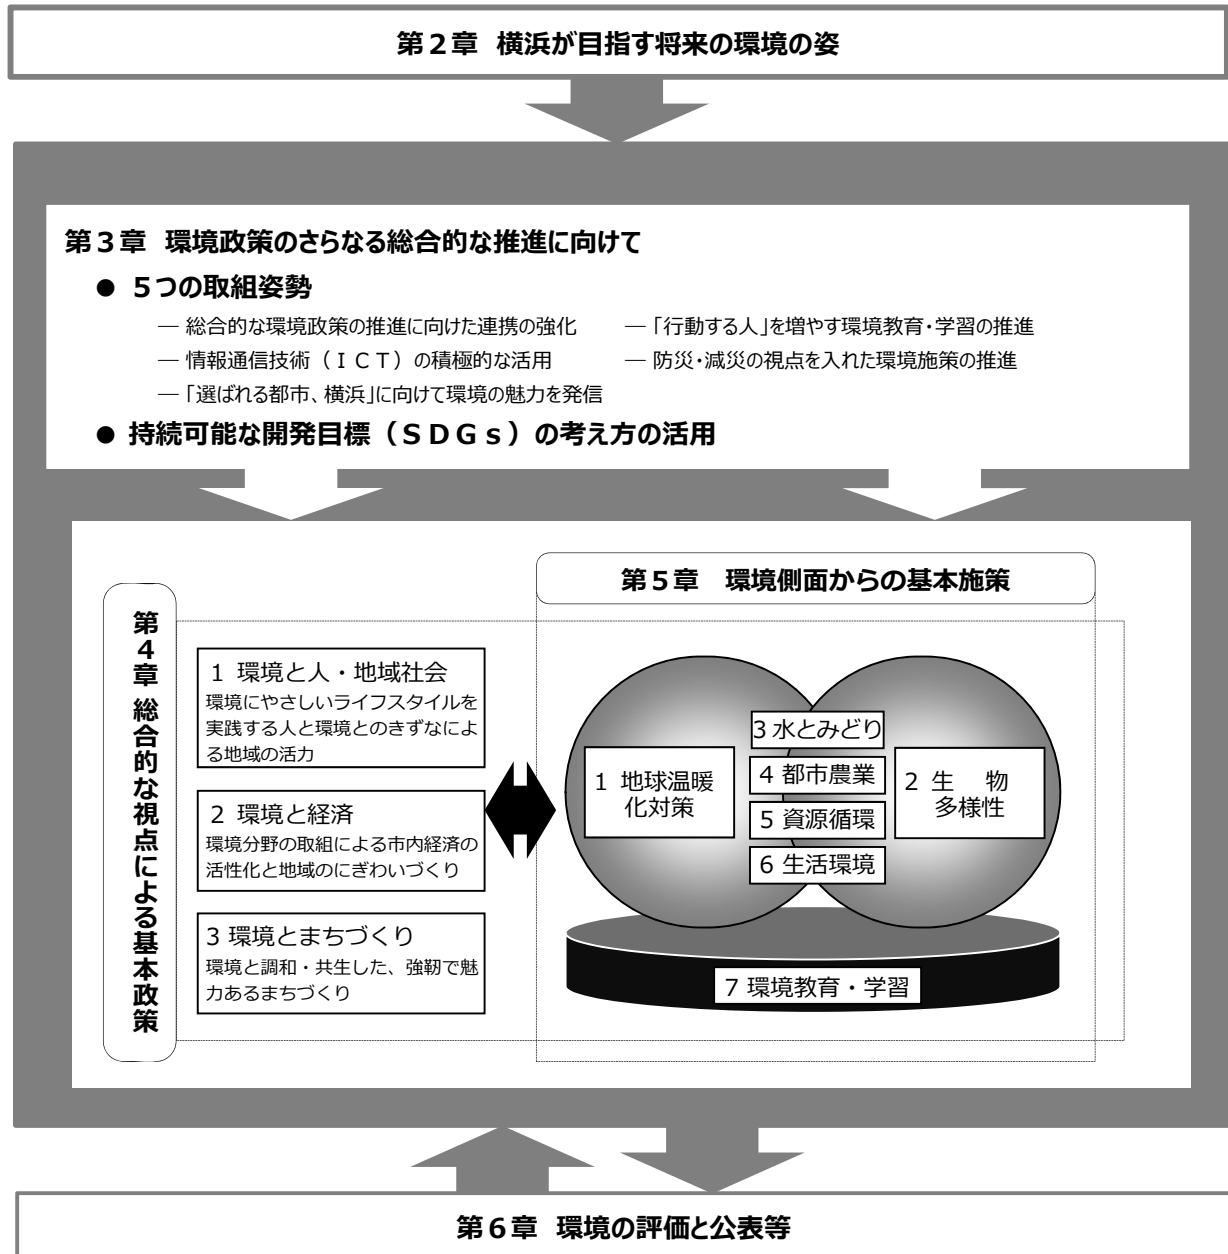 第２章 横浜が目指す将来の環境の姿
第３章 環境政策のさらなる総合的な推進に向けて
● ５つの取組姿勢
― 総合的な環境政策の推進に向けた連携の強化
― 「行動する人」を増やす環境教育・学習の推進
― 情報通信技術（ＩＣＴ）の積極的な活用
― 防災・減災の視点を入れた環境施策の推進
― 「選ばれる都市、横浜」に向けて環境の魅力を発信
● 持続可能な開発目標（ＳＤＧｓ）の考え方の活用
第４章 総合的な視点による基本政策
1 環境と人・地域社会
環境にやさしいライフスタイルを
実践する人と環境とのきずなによ
る地域の活力
2 環境と経済
環境分野の取組による市内経済の
活性化と地域のにぎわいづくり
3 環境とまちづくり
環境と調和・共生した、強靭で魅
力あるまちづくり
第５章　環境側面からの基本施策
1 地球温暖
化対策
2 生　物
多様性
3 水とみどり
4 都市農業
5 資源循環
6 生活環境
7 環境教育・学習
第６章 環境の評価と公表等